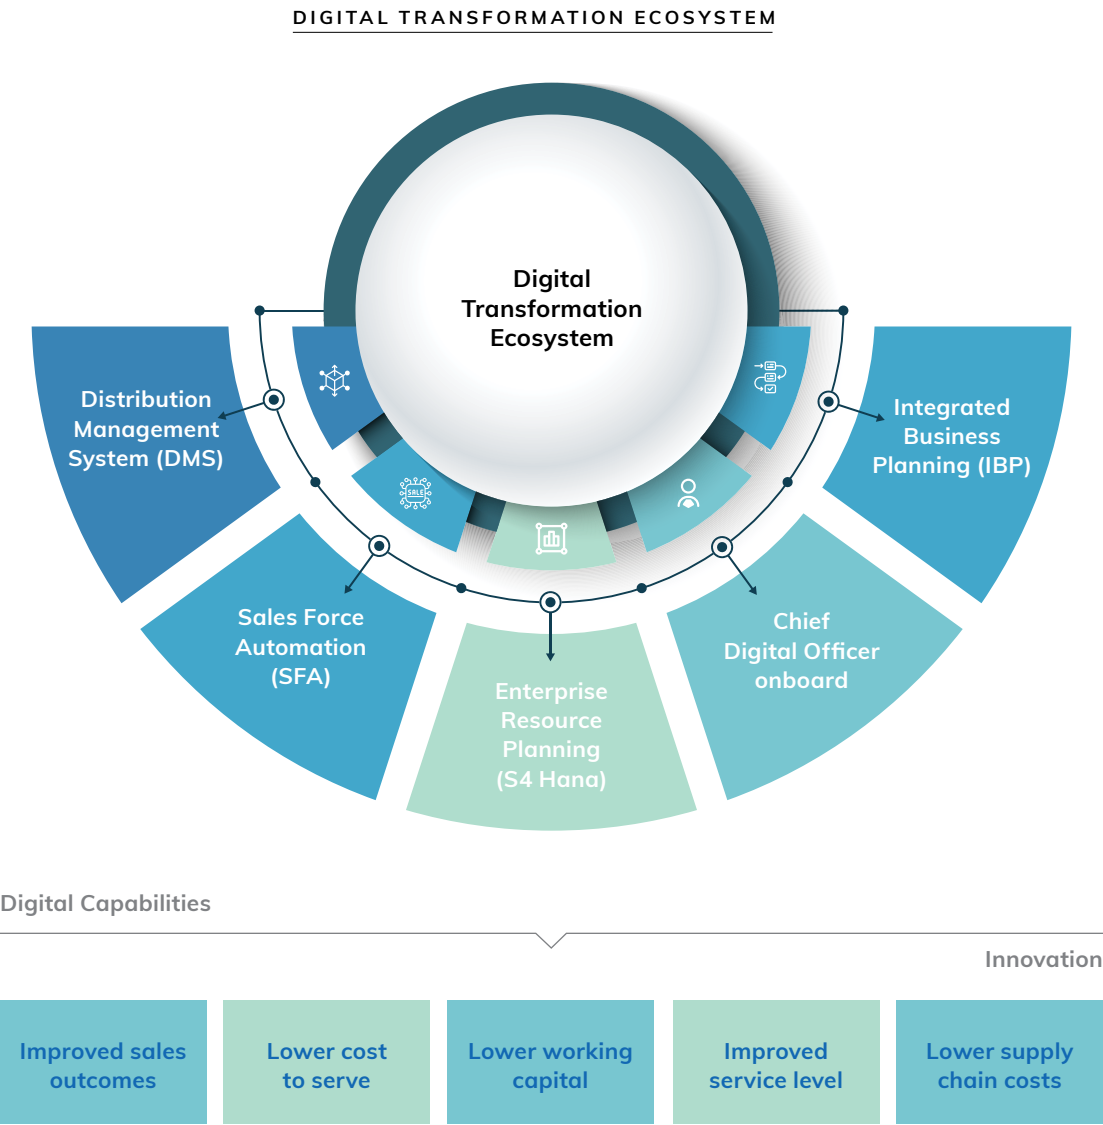 DIGITAL TRANSFORMATION ECOSYSTEM
Digital
Transformation
Ecosystem
Distribution
Management
System (DMS)
SALE
Sales Force
Automation
(SFA)
Enterprise
Resource
Planning
(S4 Hana)
Chief
Digital Officer
onboard
Integrated
Business
Planning (IBP)
Digital Capabilities
Innovation
Improved sales
outcomes
Lower cost
to serve
Lower working
capital
Improved
service level
Lower supply
chain costs